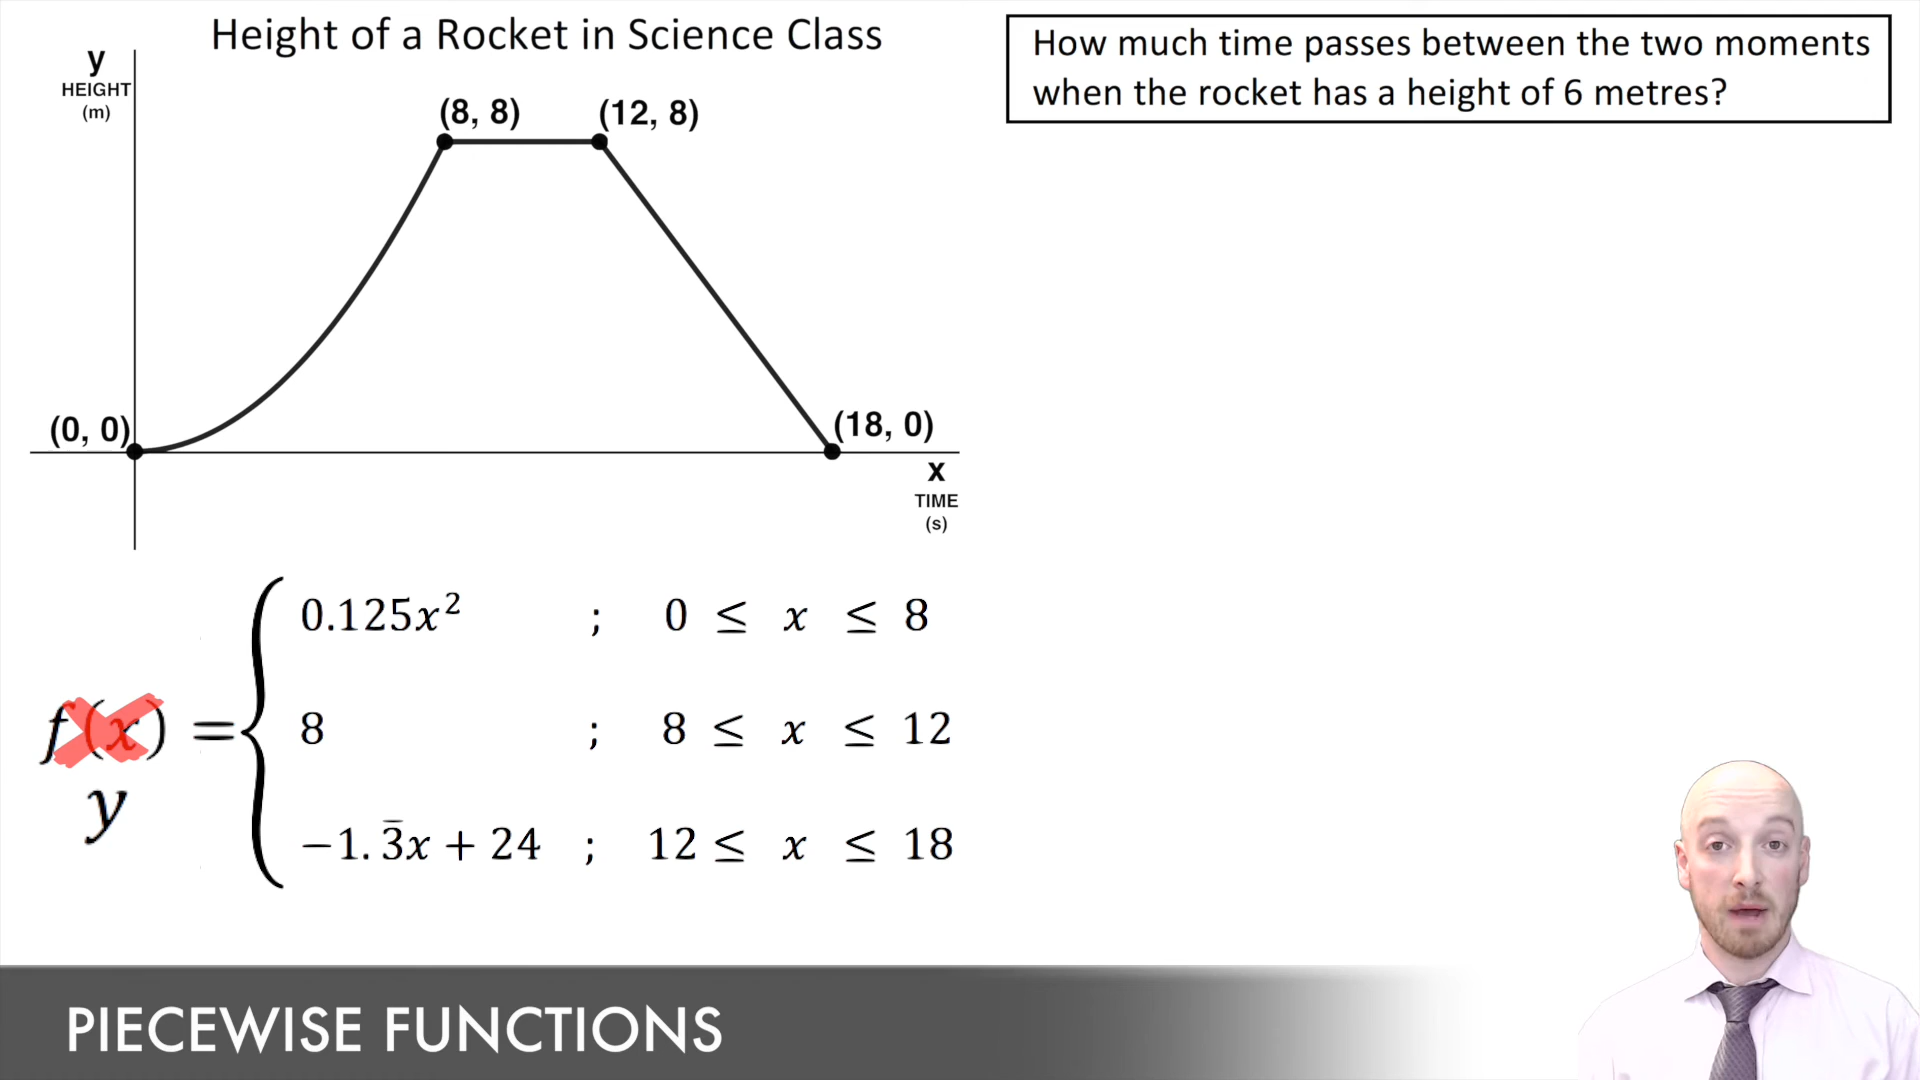 Height of a Rocket in Science Class
y
HEIGHT
(m)
(8, 8)
(12, 8)
(0, 0)
(18, 0)
x
TIME
(s)
How much time passes between the two moments
when the rocket has a height of 6 metres?
0.125x² ; 0 ≤ x ≤ 8
f(x) =
8 ; 8 ≤ x ≤ 12
y
−1.3̅x + 24 ; 12 ≤ x ≤ 18
PIECEWISE FUNCTIONS